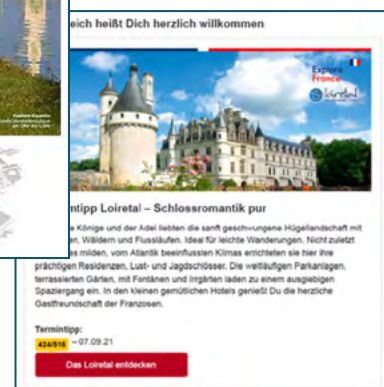 eich heißt Dich herzlich willkommen
Explore
France
Loiretal
mtipp Loiretal – Schlossromantik pur
e Könige und der Adel liebten die sanft geschwungene Hügellandschaft mit
en, Wäldern und Flussläufen. Ideal für leichte Wanderungen. Nicht zuletzt
es milden, vom Atlantik beeinflussten Klimas errichteten sie hier ihre
prächtigen Residenzen, Lust- und Jagdschlösser. Die weitläufigen Parkanlagen,
terrassierten Gärten, mit Fontänen und Irrgärten laden zu einem ausgiebigen
Spaziergang ein. In den kleinen gemütlichen Hotels genießt Du die herzliche
Gastfreundschaft der Franzosen.
Termintipp:
424/516 – 07.09.21
Das Loiretal entdecken